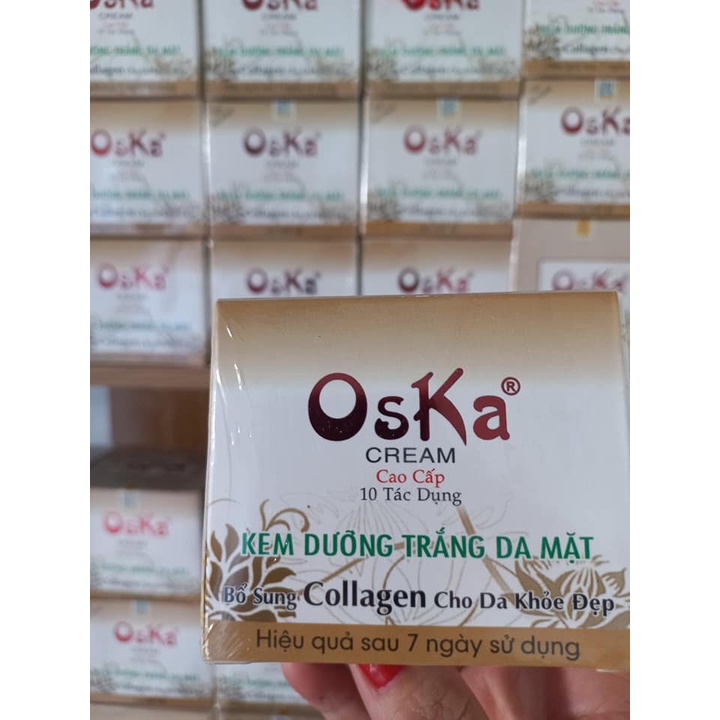 OsKa®
CREAM
Cao Cấp
10 Tác Dụng
KEM DƯỠNG TRẮNG DA MẶT
Bổ Sung Collagen Cho Da Khỏe Đẹp
Hiệu quả sau 7 ngày sử dụng